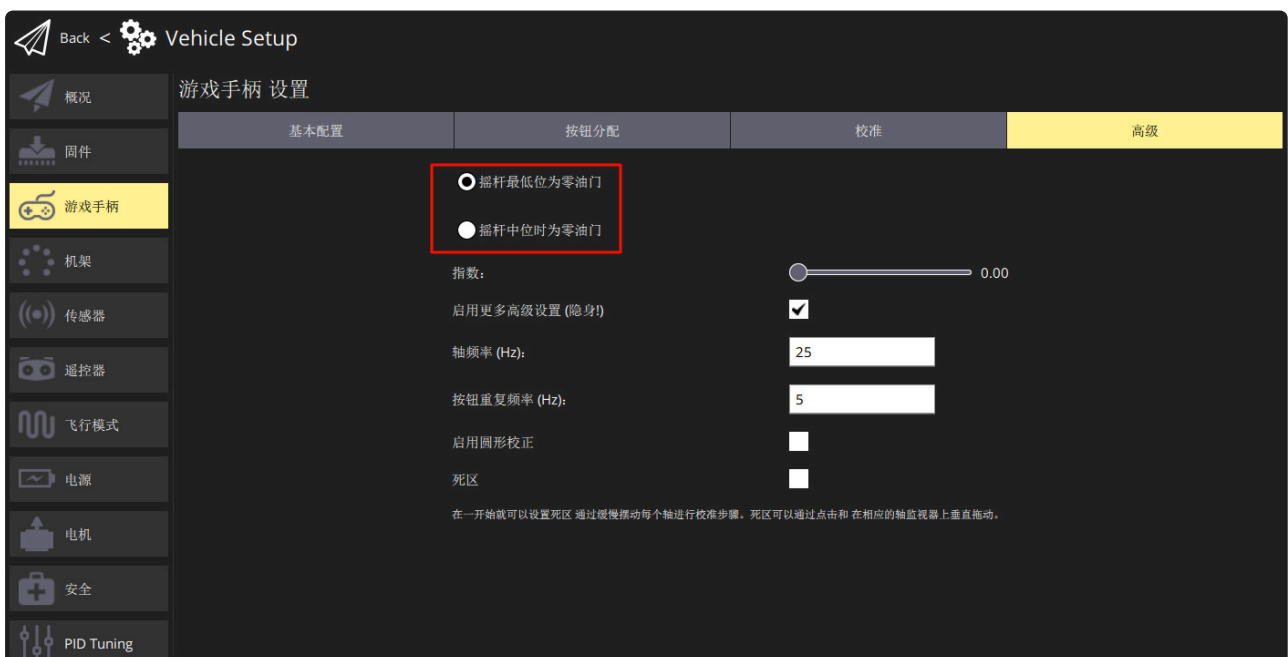 Back < Vehicle Setup
概况
固件
游戏手柄
机架
传感器
遥控器
飞行模式
电源
电机
安全
PID Tuning
游戏手柄 设置
基本配置 按钮分配 校准 高级
摇杆最低位为零油门
摇杆中位时为零油门
指数: 0.00
启用更多高级设置 (隐身!)
轴频率 (Hz): 25
按钮重复频率 (Hz): 5
启用圆形校正
死区
在一开始就可以设置死区 通过缓慢摆动每个轴进行校准步骤。死区可以通过点击和 在相应的轴监视器上垂直拖动。